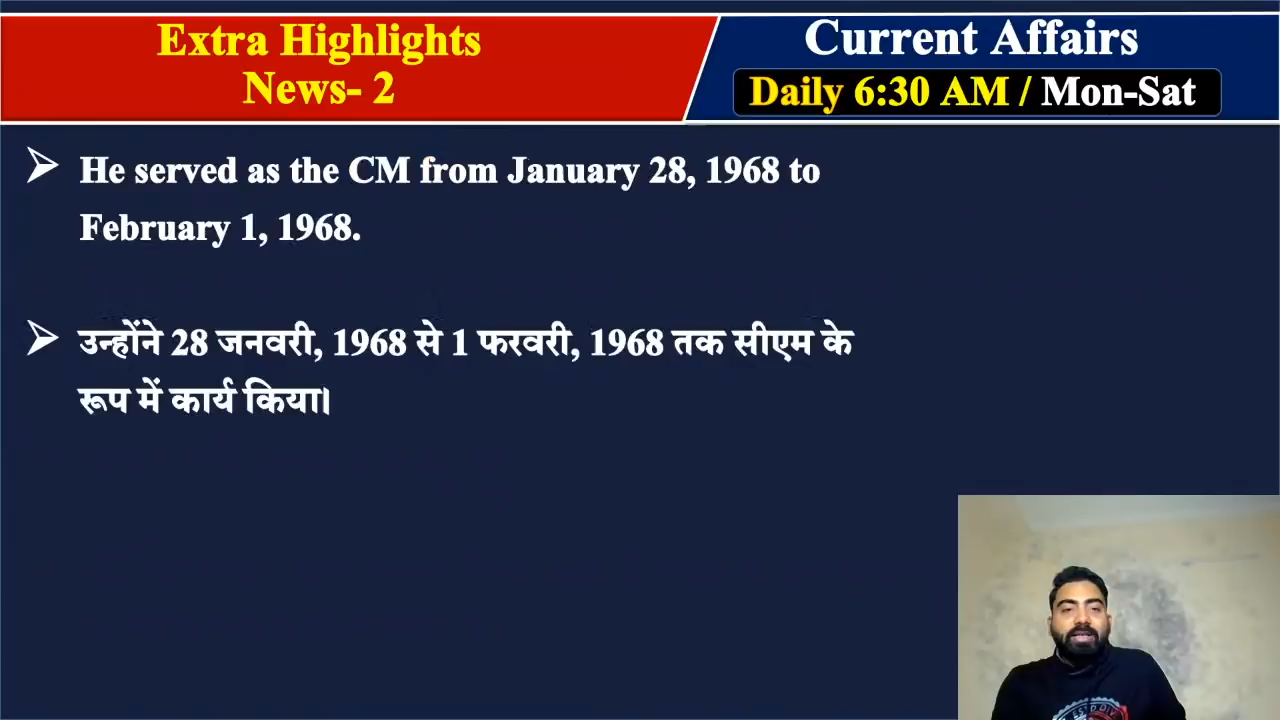 Extra Highlights
News- 2
Current Affairs
Daily 6:30 AM / Mon-Sat
He served as the CM from January 28, 1968 to
February 1, 1968.
उन्होंने 28 जनवरी, 1968 से 1 फरवरी, 1968 तक सीएम के
रूप में कार्य किया।